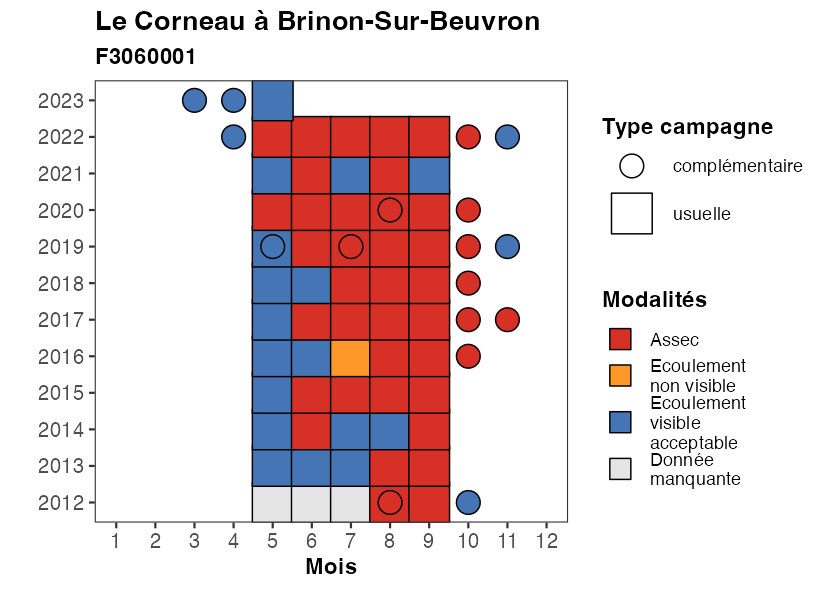 Le Corneau à Brinon-Sur-Beuvron
F3060001
2023
2022
2021
2020
2019
2018
2017
2016
2015
2014
2013
2012
1 2 3 4 5 6 7 8 9 10 11 12
Mois
Type campagne
complémentaire
usuelle
Modalités
Assec
Ecoulement
non visible
Ecoulement
visible
acceptable
Donnée
manquante